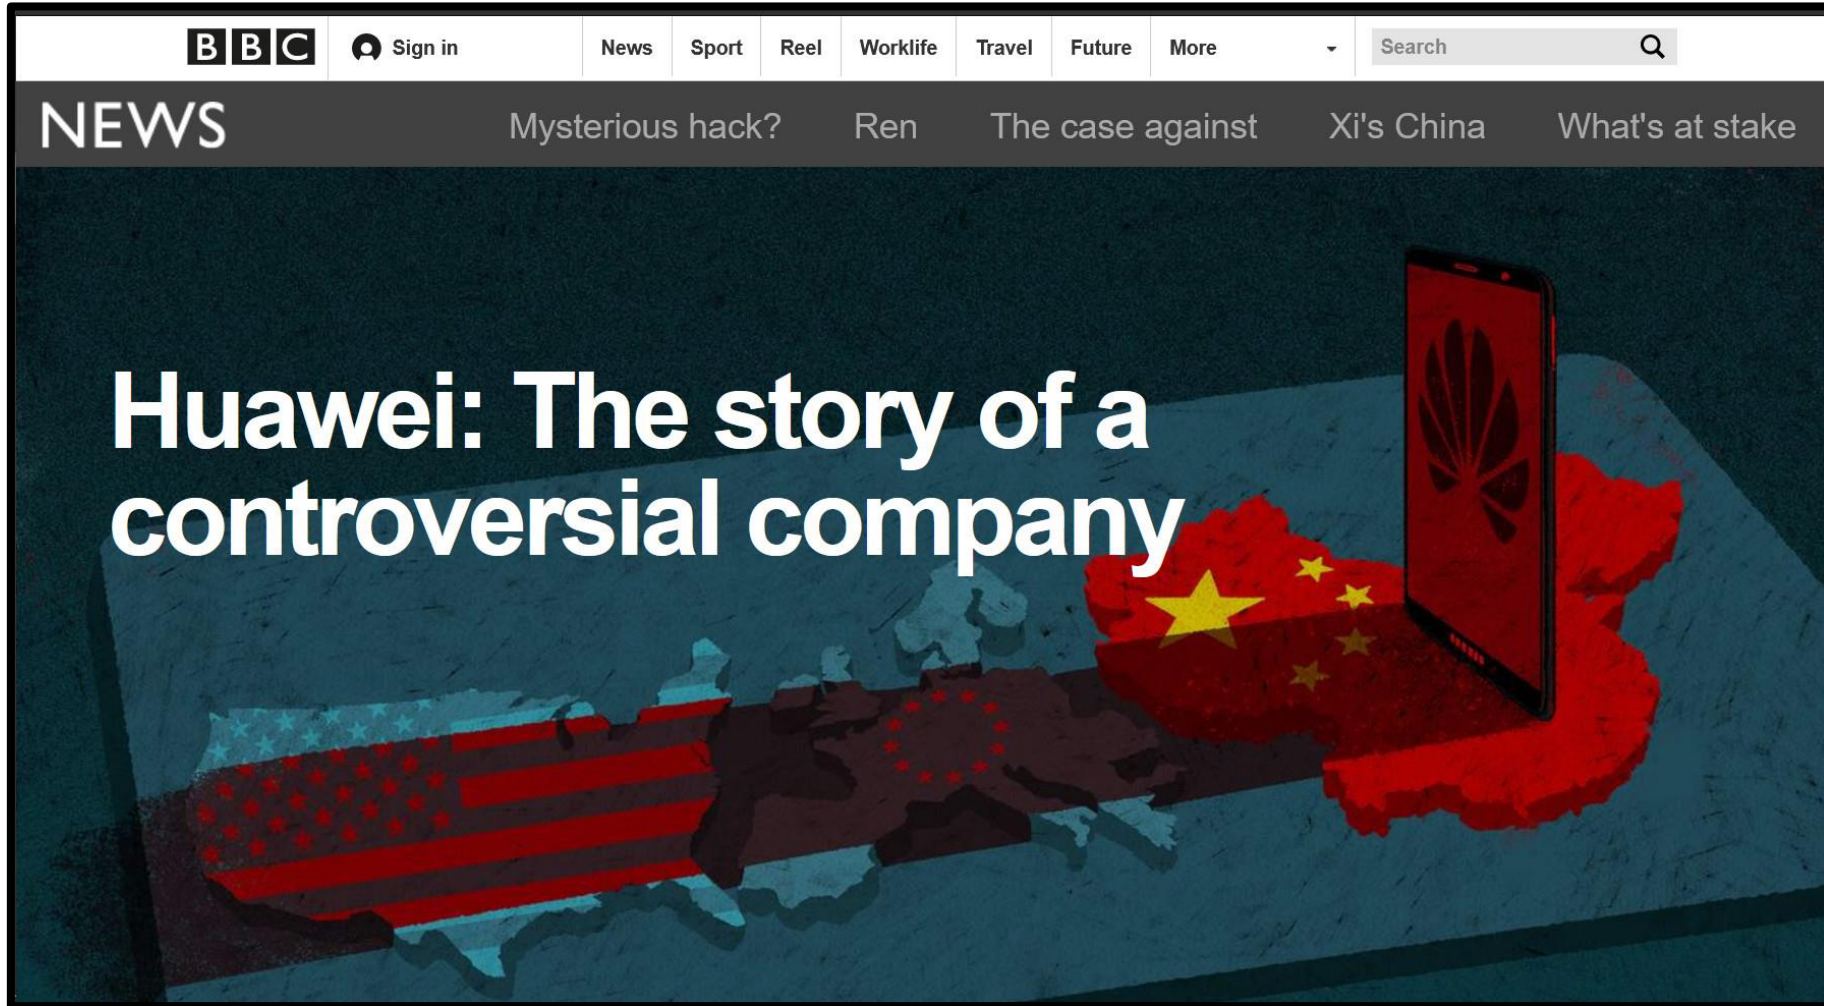 BBC Sign in News Sport Reel Worklife Travel Future More Search
NEWS Mysterious hack? Ren The case against Xi's China What's at stake
Huawei: The story of a
controversial company